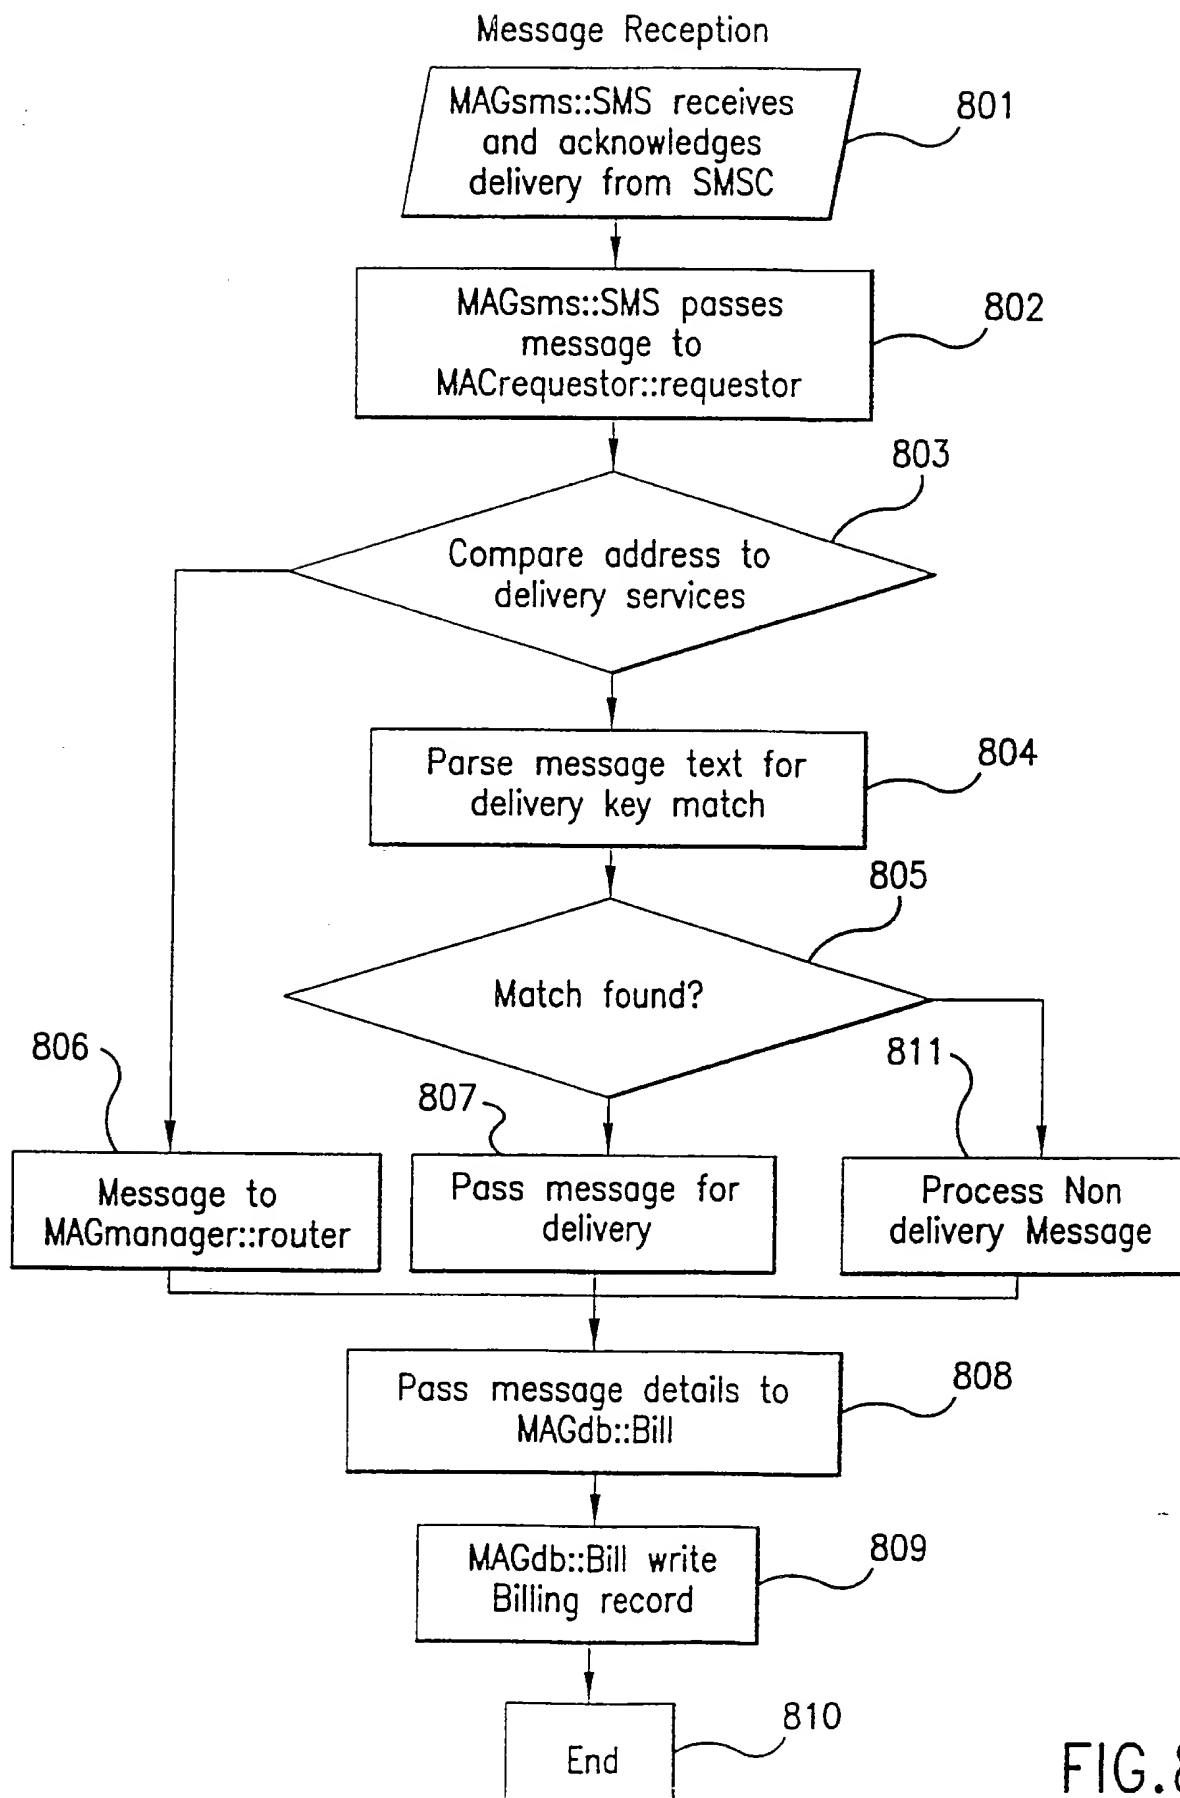 Message Reception
MAGsms::SMS receives
and acknowledges
delivery from SMSC
801
MAGsms::SMS passes
message to
MACrequestor::requestor
802
803
Compare address to
delivery services
Parse message text for
delivery key match
804
805
Match found?
806
807
811
Message to
MAGmanager::router
Pass message for
delivery
Process Non
delivery Message
Pass message details to
MAGdb::Bill
808
MAGdb::Bill write
Billing record
809
End
810
FIG.8